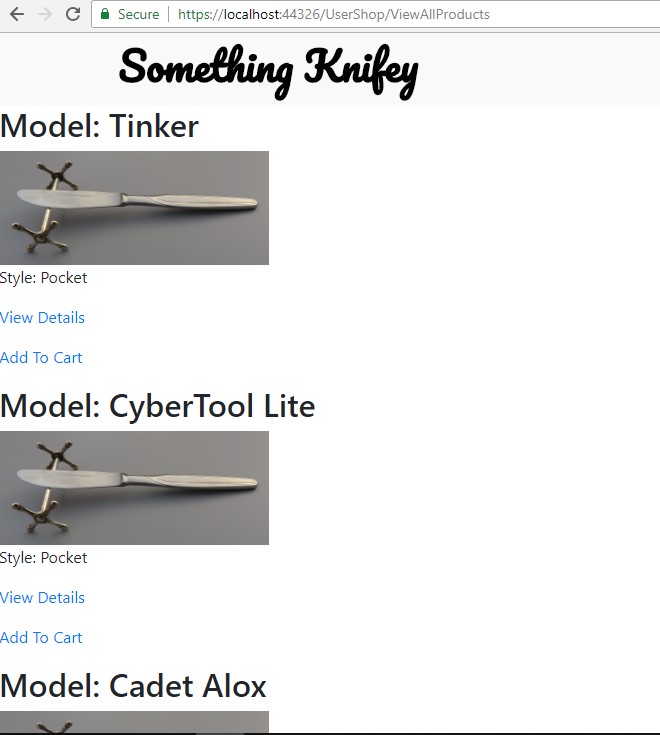 Secure
https://localhost:44326/UserShop/ViewAllProducts
Something Knifey
Model: Tinker
Style: Pocket
View Details
Add To Cart
Model: CyberTool Lite
Style: Pocket
View Details
Add To Cart
Model: Cadet Alox